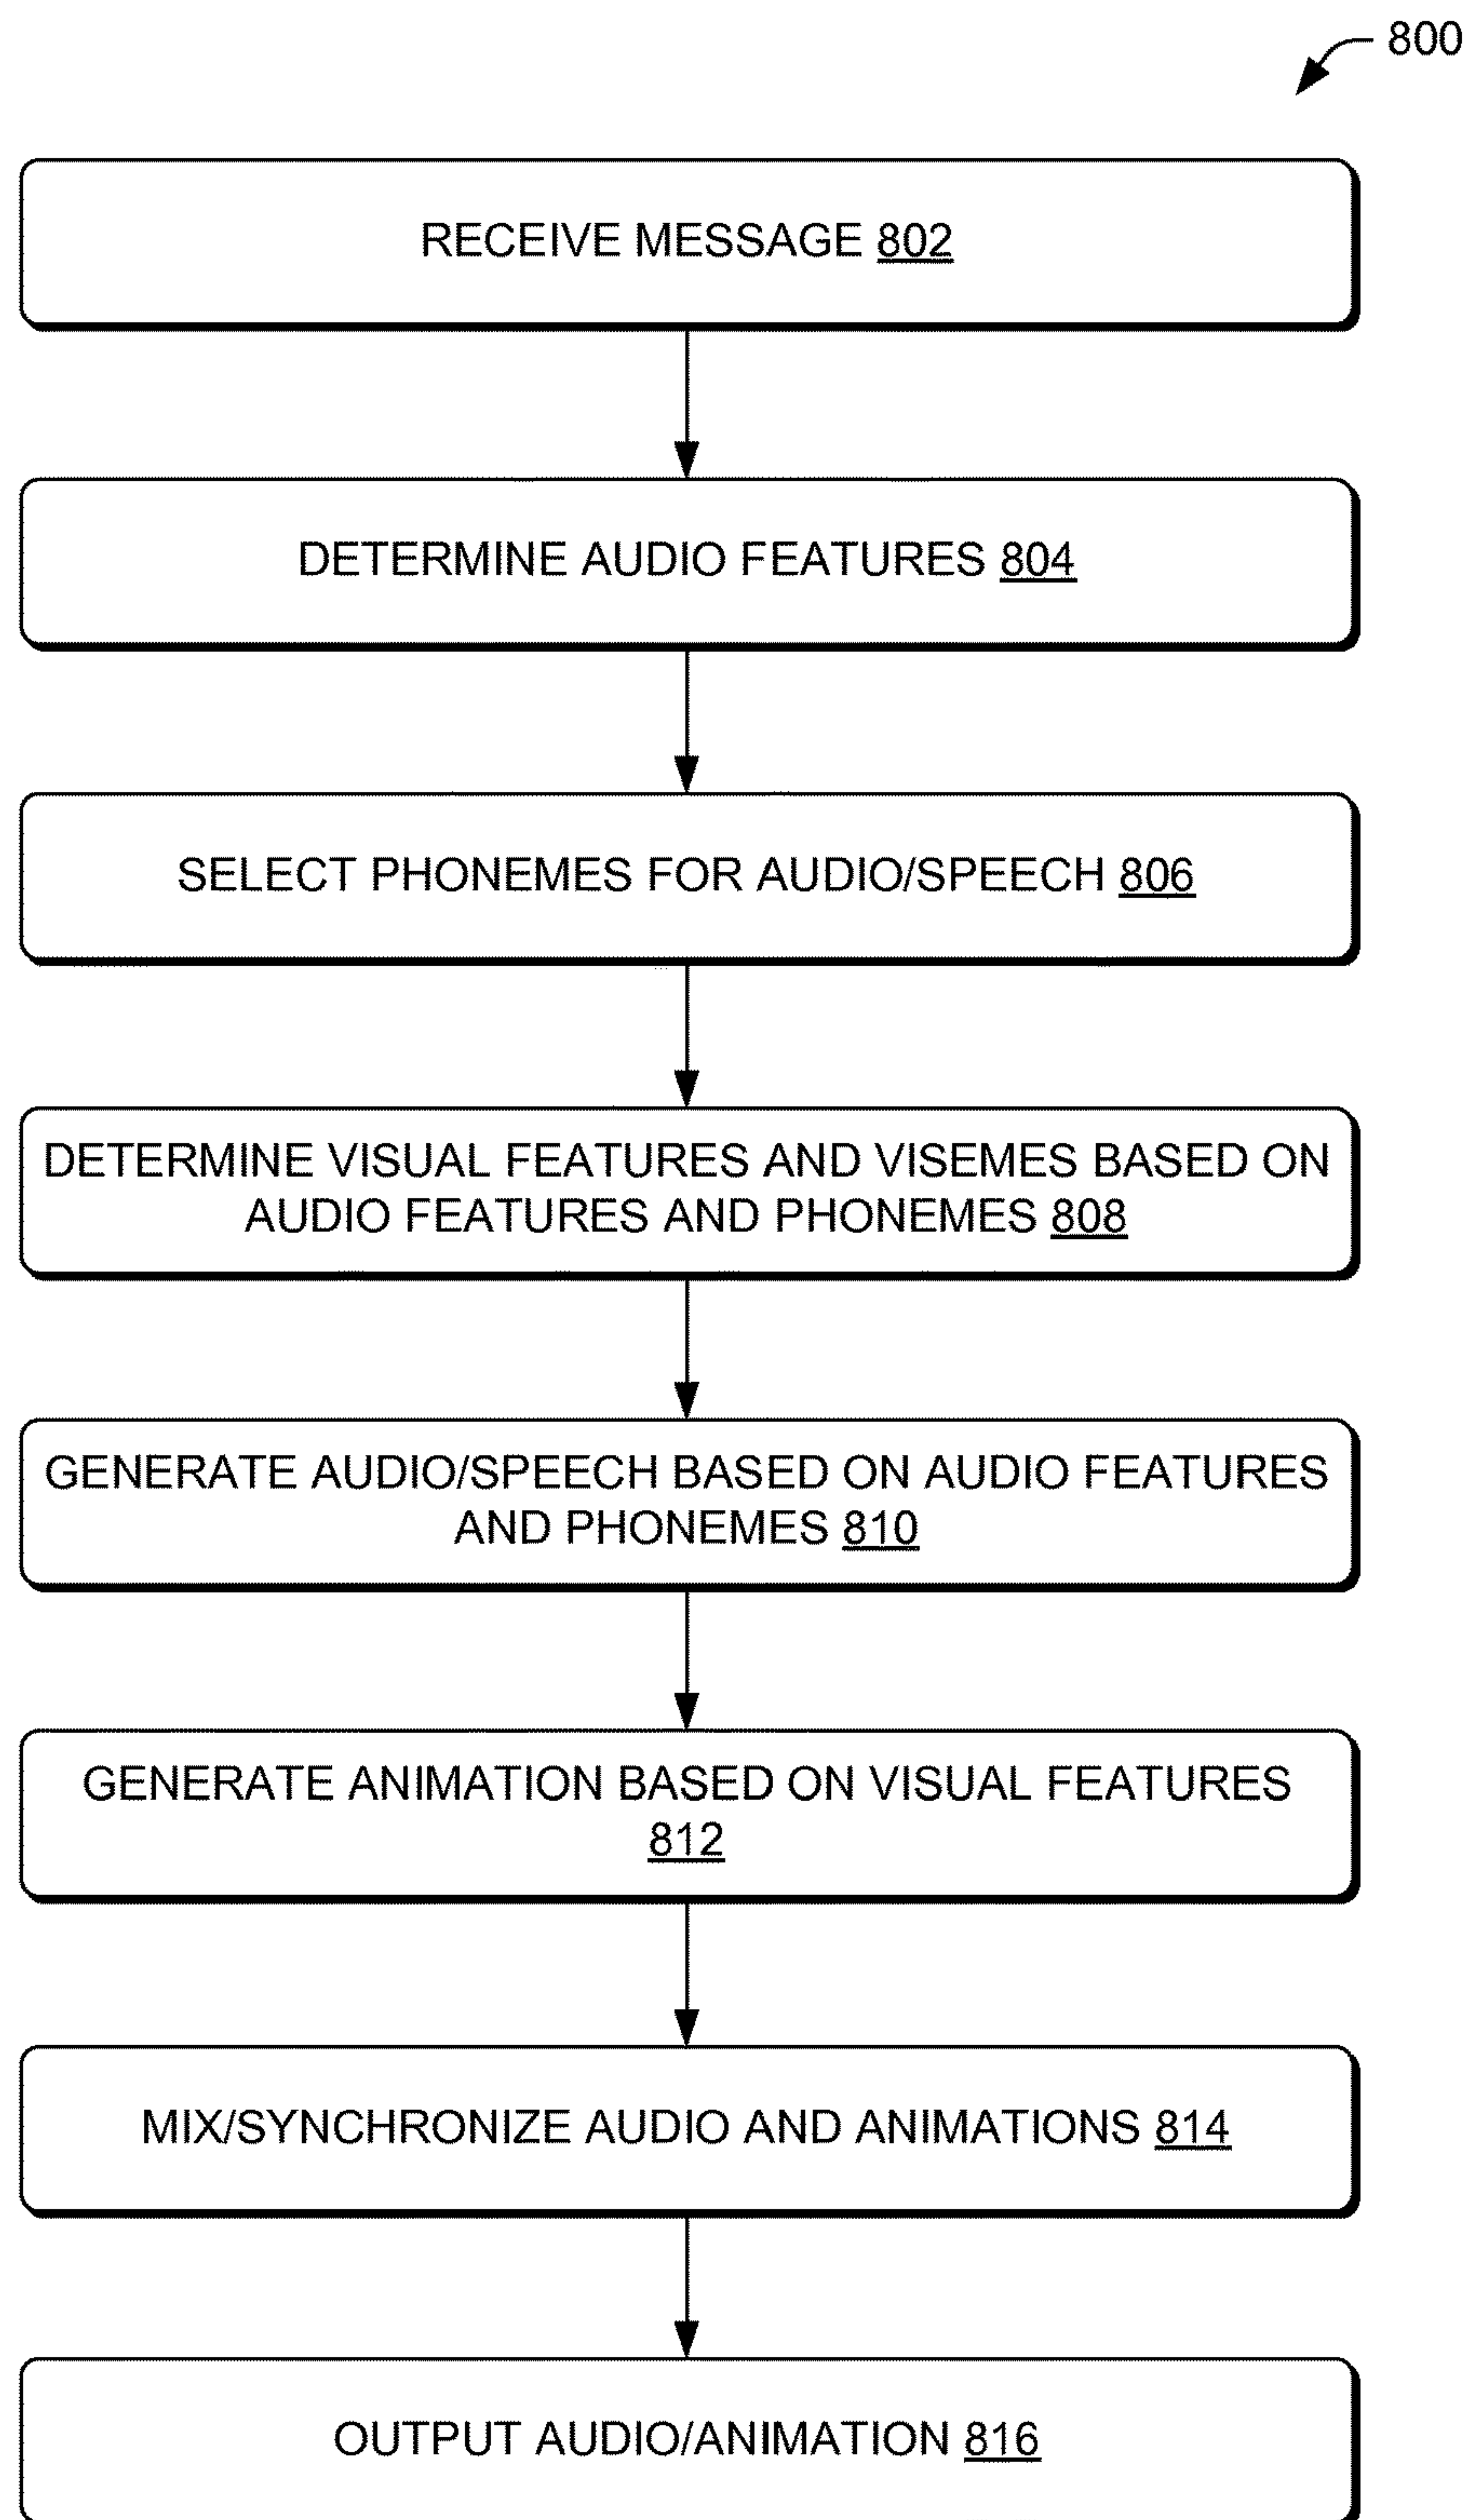 800
RECEIVE MESSAGE 802
DETERMINE AUDIO FEATURES 804
SELECT PHONEMES FOR AUDIO/SPEECH 806
DETERMINE VISUAL FEATURES AND VISEMES BASED ON
AUDIO FEATURES AND PHONEMES 808
GENERATE AUDIO/SPEECH BASED ON AUDIO FEATURES
AND PHONEMES 810
GENERATE ANIMATION BASED ON VISUAL FEATURES
812
MIX/SYNCHRONIZE AUDIO AND ANIMATIONS 814
OUTPUT AUDIO/ANIMATION 816